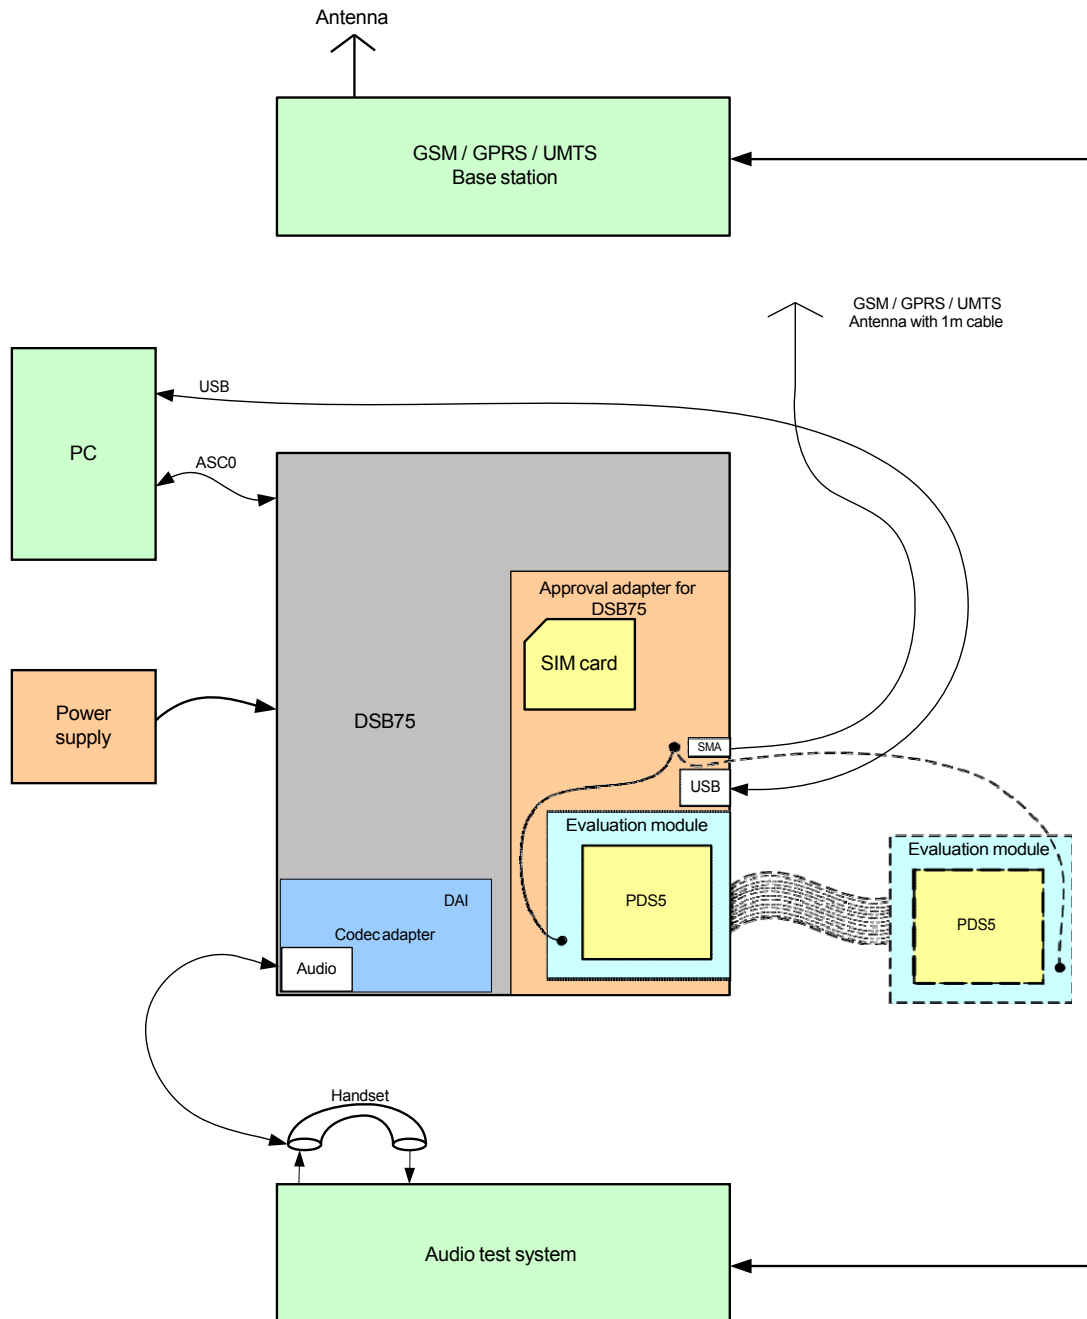 Antenna
GSM / GPRS / UMTS
Base station
GSM / GPRS / UMTS
Antenna with 1m cable
USB
PC
ASC0
Approval adapter for
DSB75
SIM card
Power
supply
DSB75
SMA
USB
Evaluation module
PDS5
Evaluation module
PDS5
DAI
Codec adapter
Audio
Handset
Audio test system